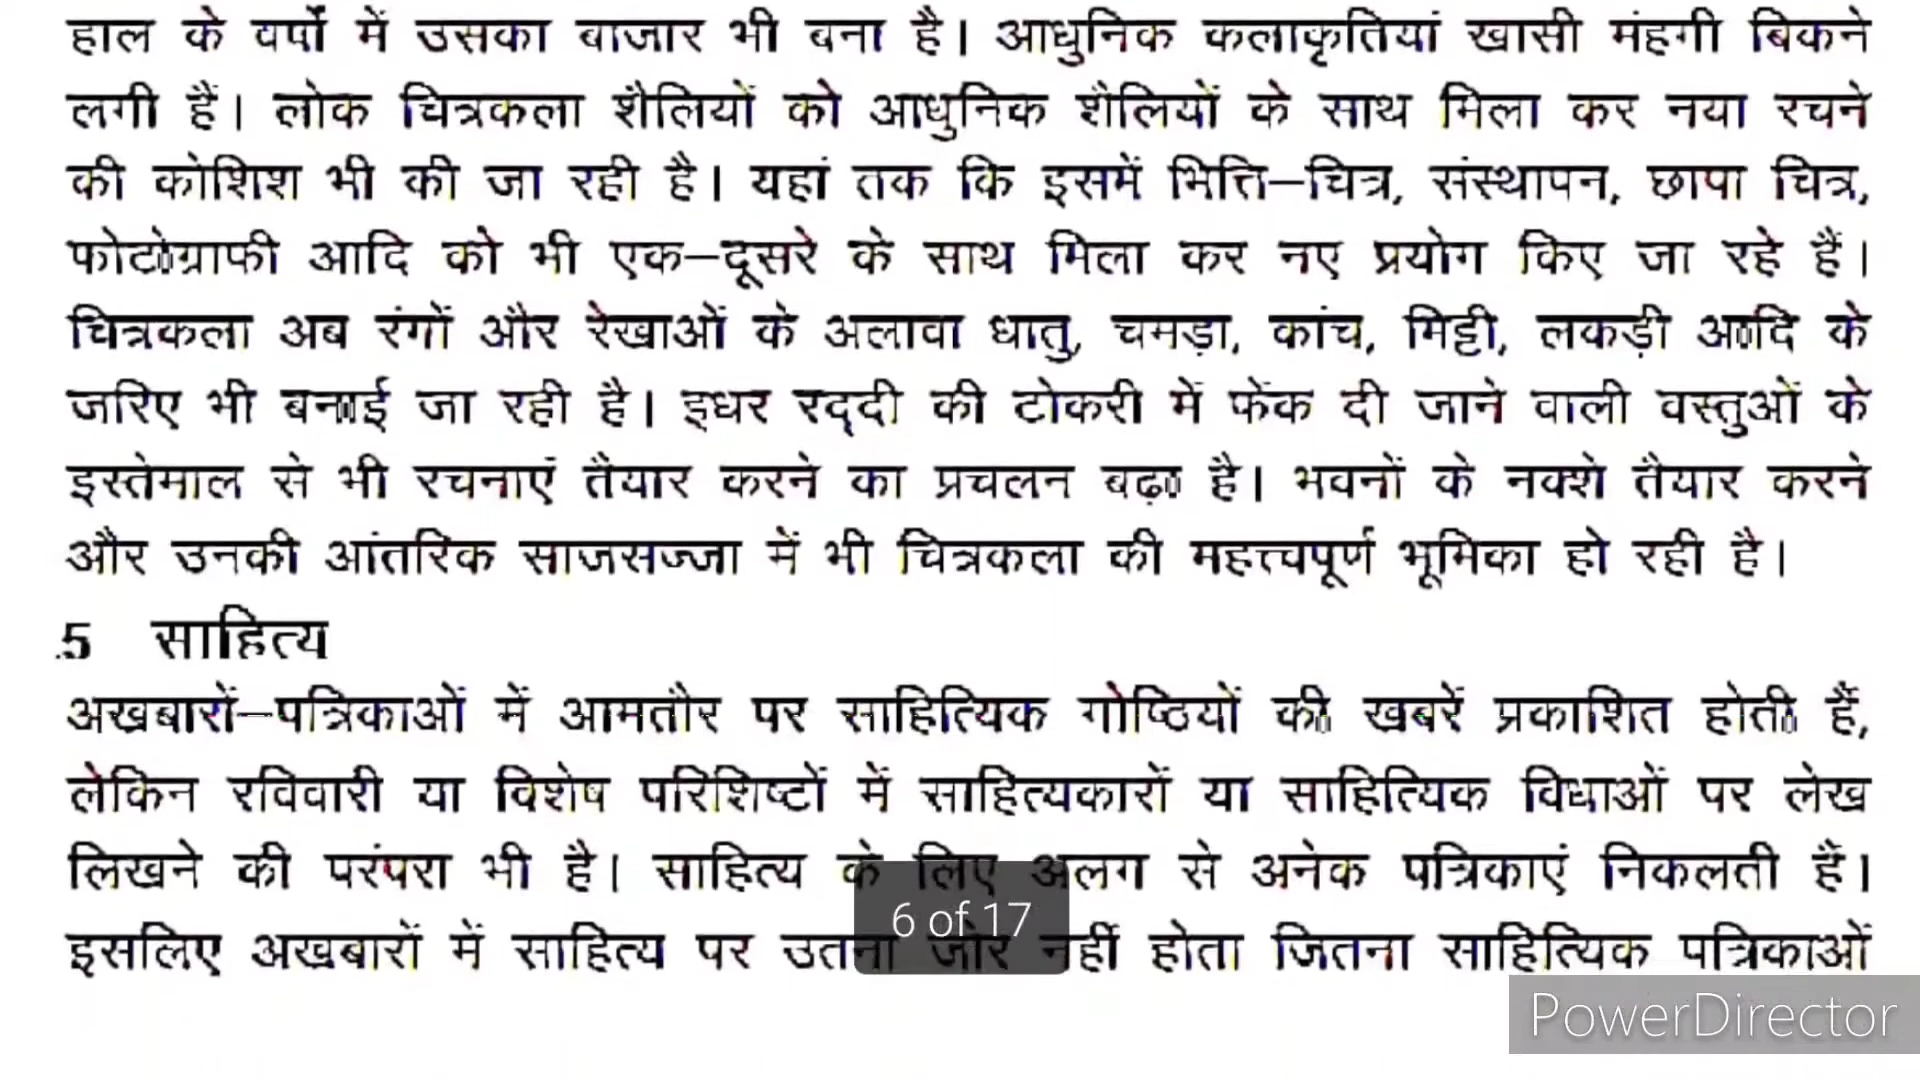 हाल के वर्षों में उसका बाजार भी बना है। आधुनिक कलाकृतियां खासी मंहगी बिकने
लगी हैं। लोक चित्रकला शैलियों को आधुनिक शैलियों के साथ मिला कर नया रचने
की कोशिश भी की जा रही है। यहां तक कि इसमें भित्ति–चित्र, संस्थापन, छापा चित्र,
फोटोग्राफी आदि को भी एक–दूसरे के साथ मिला कर नए प्रयोग किए जा रहे हैं।
चित्रकला अब रंगों और रेखाओं के अलावा धातु, चमड़ा, कांच, मिट्टी, लकड़ी आदि के
जरिए भी बनाई जा रही है। इधर रद्दी की टोकरी में फेंक दी जाने वाली वस्तुओं के
इस्तेमाल से भी रचनाएं तैयार करने का प्रचलन बढ़ा है। भवनों के नक्शे तैयार करने
और उनकी आंतरिक साजसज्जा में भी चित्रकला की महत्त्वपूर्ण भूमिका हो रही है।
.5 साहित्य
अखबारों–पत्रिकाओं में आमतौर पर साहित्यिक गोष्ठियों की खबरें प्रकाशित होती हैं,
लेकिन रविवारी या विशेष परिशिष्टों में साहित्यकारों या साहित्यिक विधाओं पर लेख
लिखने की परंपरा भी है। साहित्य के लिए अलग से अनेक पत्रिकाएं निकलती हैं।
6 of 17
इसलिए अखबारों में साहित्य पर उतना जोर नहीं होता जितना साहित्यिक पत्रिकाओं
PowerDirector